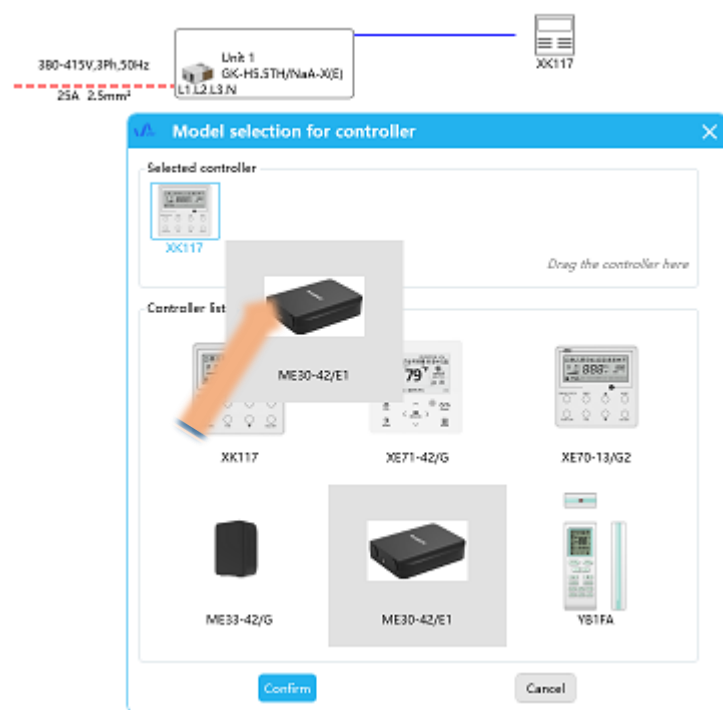 380-415V,3Ph,50Hz
25A 2.5mm²
Unit 1
GK-H5.5TH/NaA-X(E)
L1.L2.L3.N
XK117
Model selection for controller
Selected controller
XK117
Drag the controller here
Controller list
ME30-42/E1
79
888
XK117
XE71-42/G
XE70-13/G2
ME33-42/G
ME30-42/E1
YB1FA
Confirm
Cancel